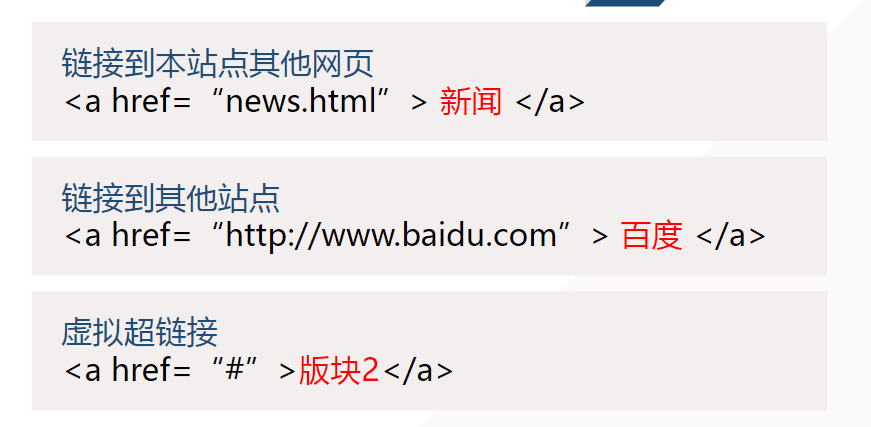 链接到本站点其他网页
<a href=“news.html”> 新闻 </a>
链接到其他站点
<a href=“http://www.baidu.com”> 百度 </a>
虚拟超链接
<a href=“#”>版块2</a>